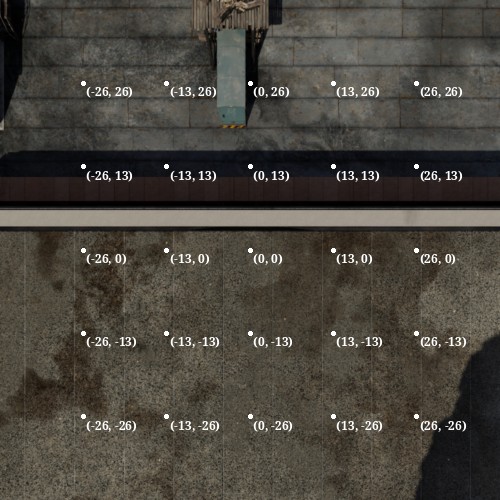 (-26, 26) (-13, 26) (0, 26) (13, 26) (26, 26)
(-26, 13) (-13, 13) (0, 13) (13, 13) (26, 13)
(-26, 0) (-13, 0) (0, 0) (13, 0) (26, 0)
(-26, -13) (-13, -13) (0, -13) (13, -13) (26, -13)
(-26, -26) (-13, -26) (0, -26) (13, -26) (26, -26)